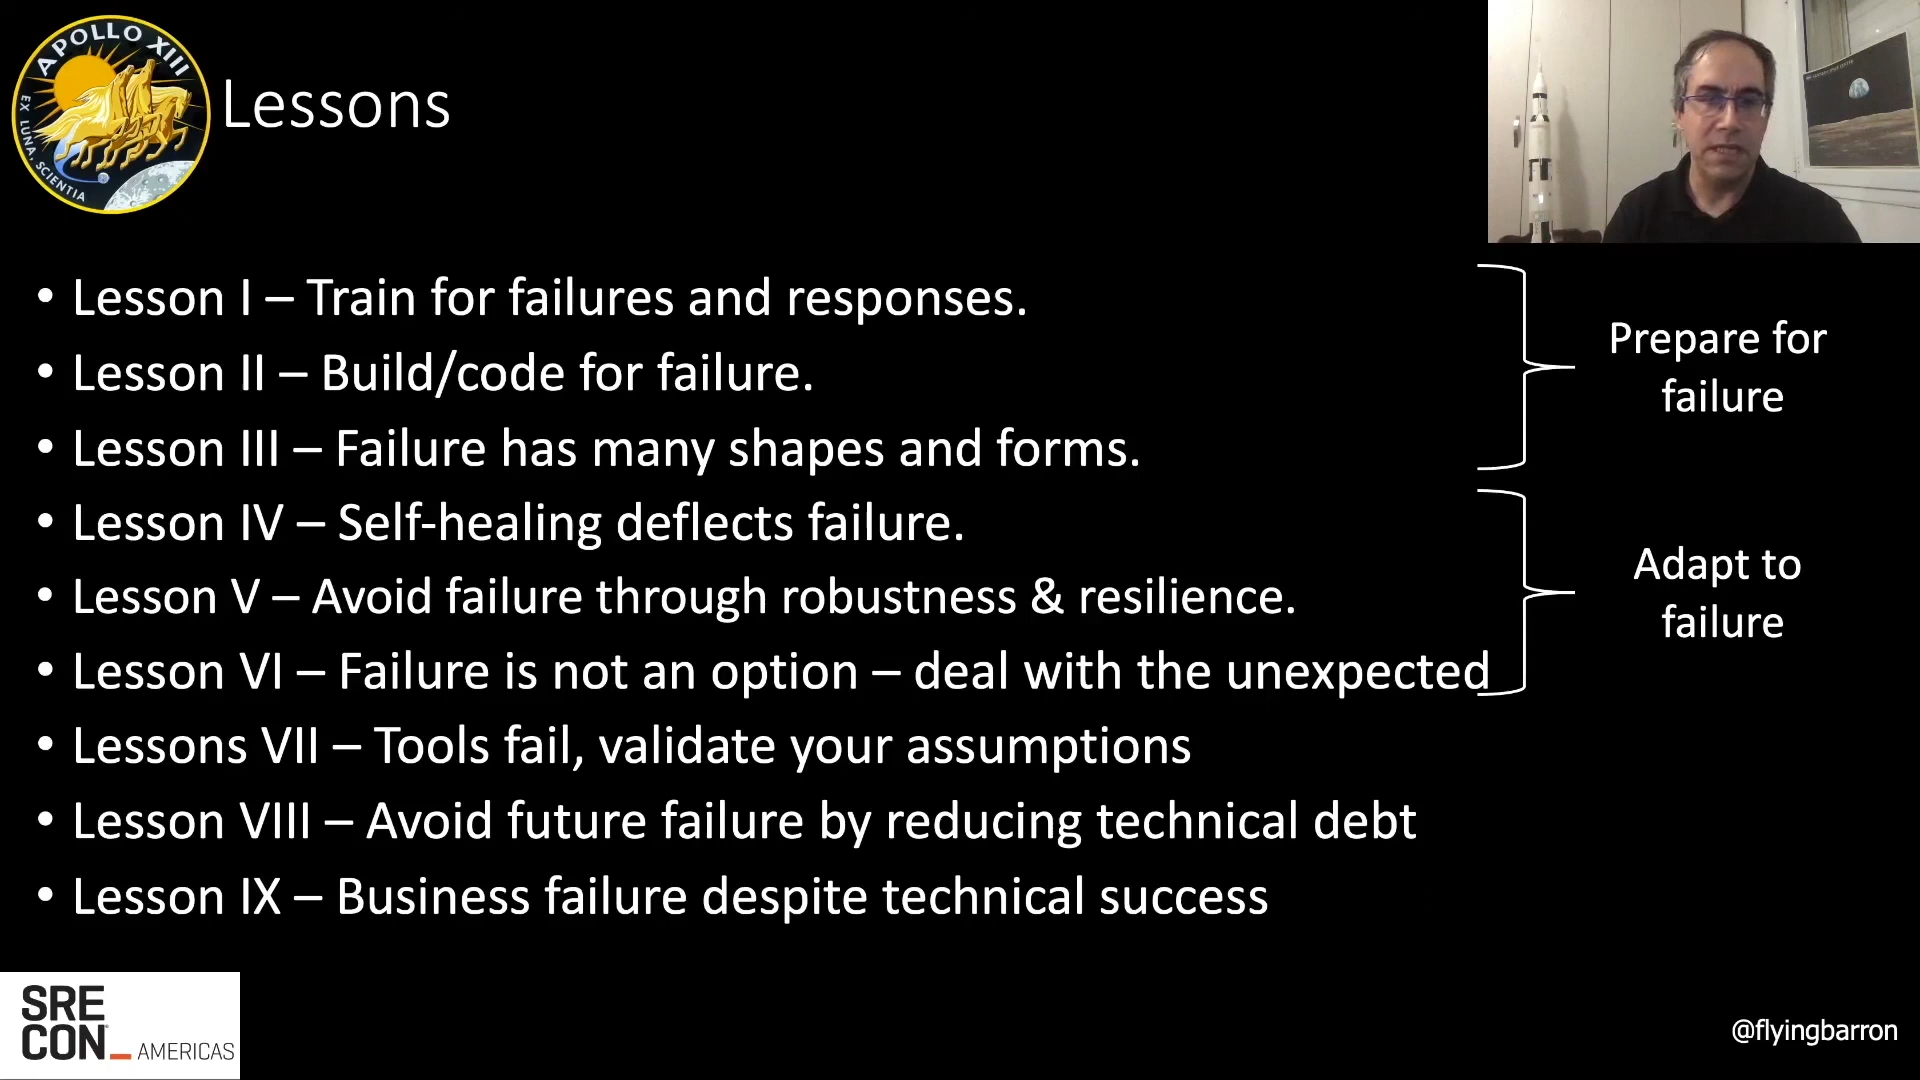 APOLLO XIII
EX LUNA, SCIENTIA
Lessons
• Lesson I – Train for failures and responses.
• Lesson II – Build/code for failure.
• Lesson III – Failure has many shapes and forms.
Prepare for
failure
• Lesson IV – Self-healing deflects failure.
• Lesson V – Avoid failure through robustness & resilience.
• Lesson VI – Failure is not an option – deal with the unexpected
Adapt to
failure
• Lessons VII – Tools fail, validate your assumptions
• Lesson VIII – Avoid future failure by reducing technical debt
• Lesson IX – Business failure despite technical success
SRE
CON
AMERICAS
@flyingbarron